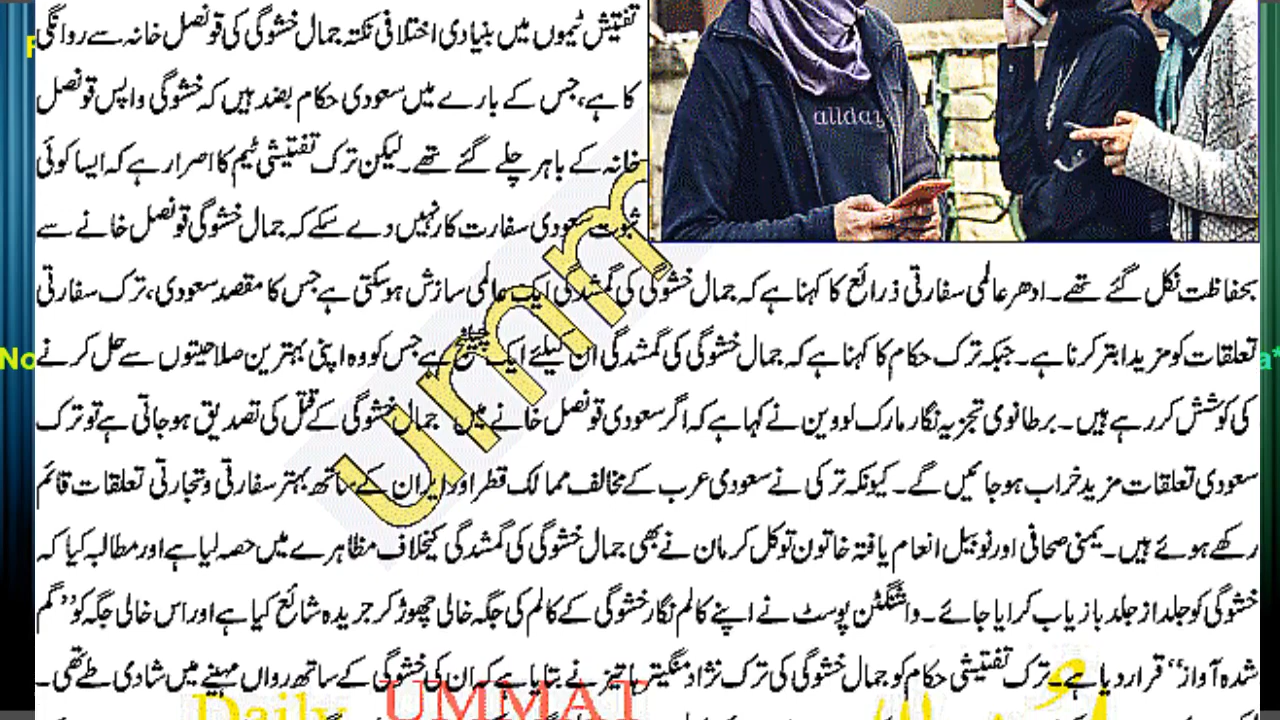 تفتیش ٹیموں میں بنیادی اختلافی نکتہ جمال خشوگی کی قونصل خانہ سے روانگی
کا ہے، جس کے بارے میں سعودی حکام بضد ہیں کہ خشوگی واپس قونصل
خانہ کے باہر چلے گئے تھے۔ لیکن ترک تفتیشی ٹیم کا اصرار ہے کہ ایسا کوئی
ثبوت سعودی سفارت کار نہیں دے سکے کہ جمال خشوگی قونصل خانے سے
بحفاظت نکل گئے تھے۔ ادھر عالمی سفارتی ذرائع کا کہنا ہے کہ جمال خشوگی کی گمشدگی ایک عالمی سازش ہوسکتی ہے جس کا مقصد سعودی، ترک سفارتی
تعلقات کو مزید ابتر کرنا ہے۔ جبکہ ترک حکام کا کہنا ہے کہ جمال خشوگی کی گمشدگی ان کیلئے ایک چیلنج ہے جس کو وہ اپنی بہترین صلاحیتوں سے حل کرنے
کی کوشش کر رہے ہیں۔ برطانوی تجزیہ نگار مارک لووین نے کہا ہے کہ اگر سعودی قونصل خانے میں جمال خشوگی کے قتل کی تصدیق ہوجاتی ہے تو ترک
سعودی تعلقات مزید خراب ہوجائیں گے۔ کیونکہ ترکی نے سعودی عرب کے مخالف ممالک قطر اور ایران کے ساتھ بہتر سفارتی و تجارتی تعلقات قائم
رکھے ہوئے ہیں۔ یمنی صحافی اور نوبیل انعام یافتہ خاتون توکل کرمان نے بھی جمال خشوگی کی گمشدگی کیخلاف مظاہرے میں حصہ لیا ہے اور مطالبہ کیا کہ
خشوگی کو جلد از جلد بازیاب کرایا جائے۔ واشنگٹن پوسٹ نے اپنے کالم نگار خشوگی کے کالم کی جگہ خالی چھوڑ کر جریدہ شائع کیا ہے اور اس خالی جگہ کو ’’گم
شدہ آواز‘‘ قرار دیا ہے۔ ترک تفتیشی حکام کو جمال خشوگی کی ترک نژاد منگیتر ہاتیز نے بتایا ہے کہ ان کی خشوگی کے ساتھ رواں مہینے میں شادی طے تھی۔
allday
umm
Daily UMMAT
No